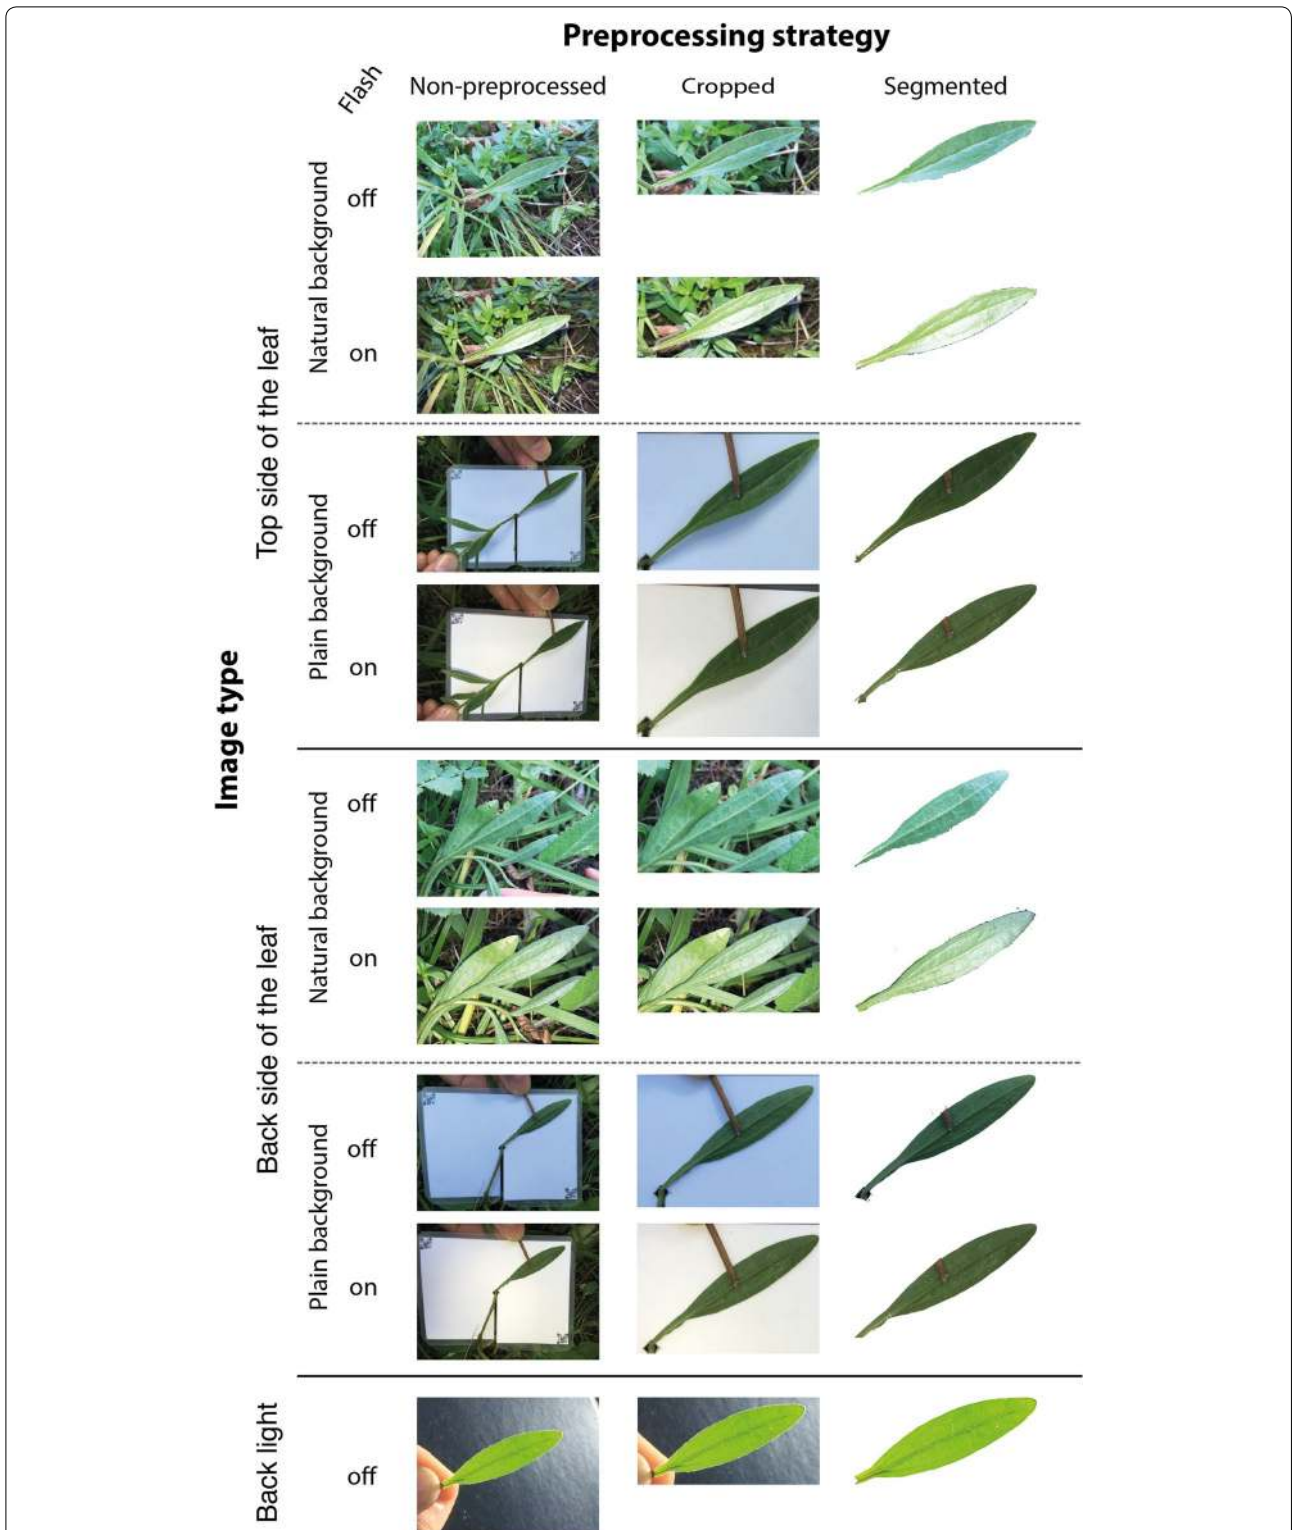 Preprocessing strategy
Flash
Non-preprocessed
Cropped
Segmented
Image type
Top side of the leaf
Natural background
off
on
Plain background
off
on
Back side of the leaf
Natural background
off
on
Plain background
off
on
Back light
off